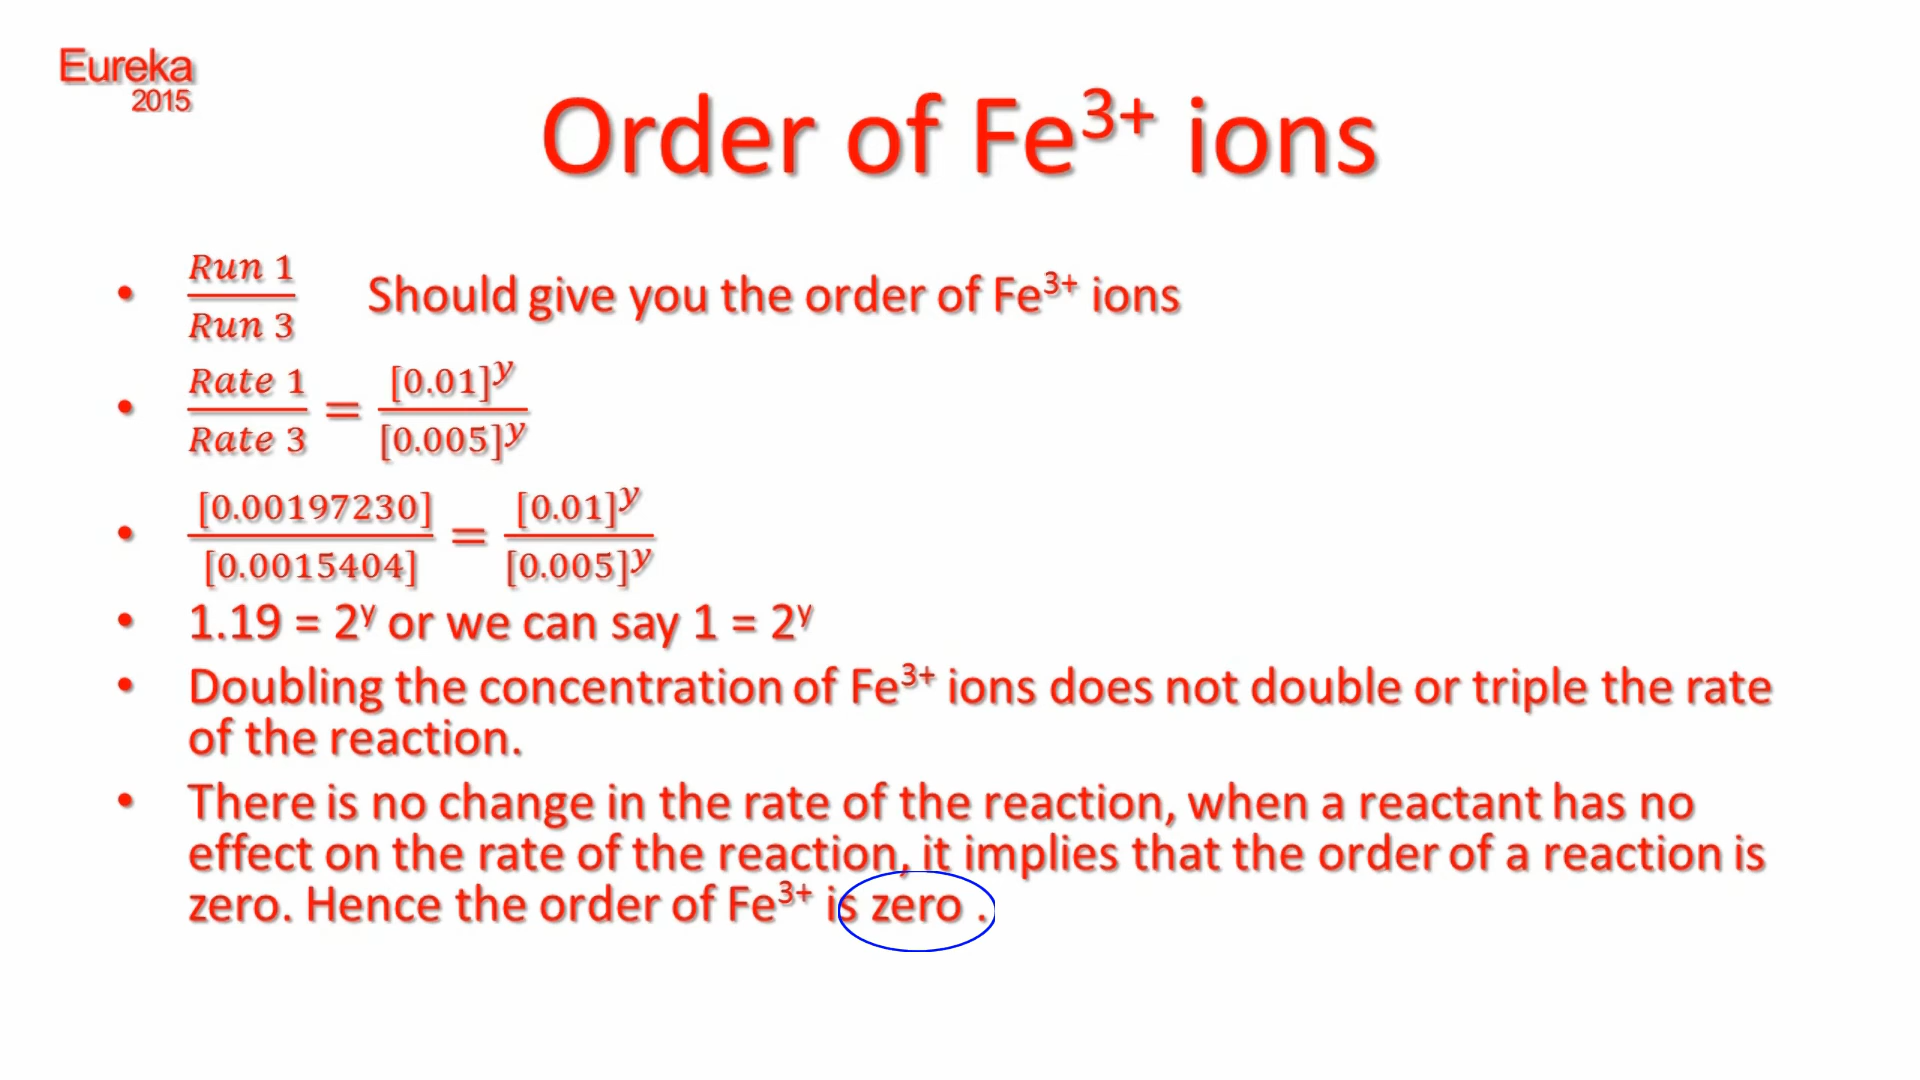 Eureka
2015
Order of Fe³⁺ ions
• Run 1 / Run 3 Should give you the order of Fe³⁺ ions
• Rate 1 / Rate 3 = [0.01]ʸ / [0.005]ʸ
• [0.00197230] / [0.0015404] = [0.01]ʸ / [0.005]ʸ
• 1.19 = 2ʸ or we can say 1 = 2ʸ
• Doubling the concentration of Fe³⁺ ions does not double or triple the rate
of the reaction.
• There is no change in the rate of the reaction, when a reactant has no
effect on the rate of the reaction, it implies that the order of a reaction is
zero. Hence the order of Fe³⁺ is zero .